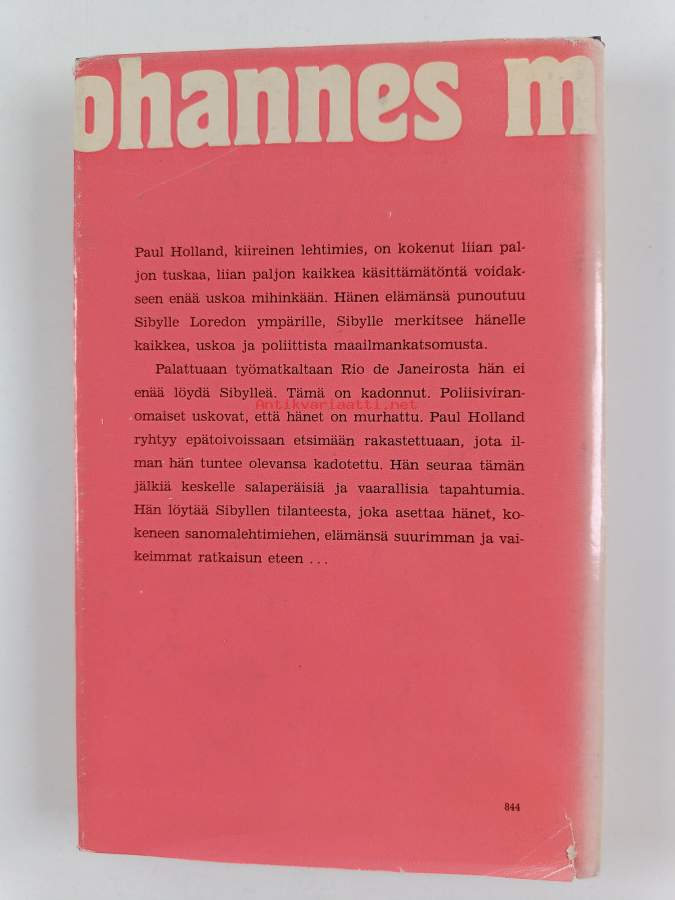 ohannes m
Paul Holland, kiireinen lehtimies, on kokenut liian pal-
jon tuskaa, liian paljon kaikkea käsittämätöntä voidak-
seen enää uskoa mihinkään. Hänen elämänsä punoutuu
Sibylle Loredon ympärille, Sibylle merkitsee hänelle
kaikkea, uskoa ja poliittista maailmankatsomusta.
Palattuaan työmatkaltaan Rio de Janeirosta hän ei
enää löydä Sibylleä. Tämä on kadonnut. Poliisiviran-
Antikvariaatti.net
omaiset uskovat, että hänet on murhattu. Paul Holland
ryhtyy epätoivoissaan etsimään rakastettuaan, jota il-
man hän tuntee olevansa kadotettu. Hän seuraa tämän
jälkiä keskelle salaperäisiä ja vaarallisia tapahtumia.
Hän löytää Sibyllen tilanteesta, joka asettaa hänet, ko-
keneen sanomalehtimiehen, elämänsä suurimman ja vai-
keimmat ratkaisun eteen ...
844